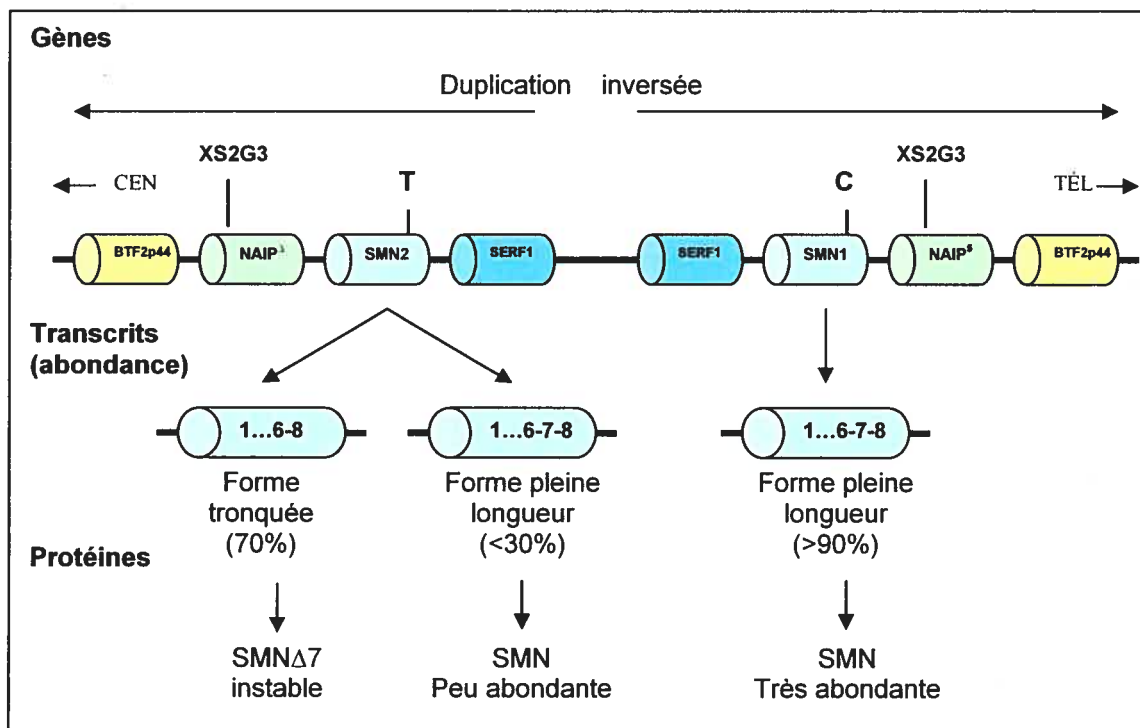 Gènes
Duplication inversée
XS2G3 XS2G3
CEN T C TÉL
BTF2p44 NAIP SMN2 SERF1 SERF1 SMN1 NAIP BTF2p44
Transcrits
(abondance)
1...6-8 1...6-7-8 1...6-7-8
Forme Forme pleine Forme pleine
tronquée longueur longueur
(70%) (<30%) (>90%)
Protéines
SMNΔ7 SMN SMN
instable Peu abondante Très abondante